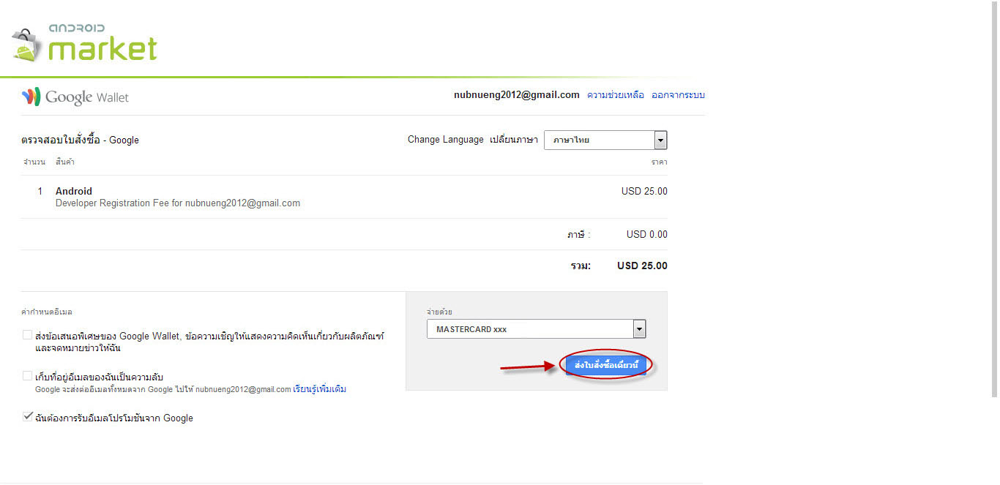 ANDROID
market
Google Wallet
nubnueng2012@gmail.com ความช่วยเหลือ ออกจากระบบ
ตรวจสอบใบสั่งซื้อ - Google
Change Language เปลี่ยนภาษา ภาษาไทย
จำนวน สินค้า ราคา
1 Android USD 25.00
Developer Registration Fee for nubnueng2012@gmail.com
ภาษี : USD 0.00
รวม: USD 25.00
ค่ากำหนดอีเมล
ส่งข้อเสนอพิเศษของ Google Wallet, ข้อความเชิญให้แสดงความคิดเห็นเกี่ยวกับผลิตภัณฑ์
และจดหมายข่าวให้ฉัน
เก็บที่อยู่อีเมลของฉันเป็นความลับ
Google จะส่งต่ออีเมลทั้งหมดจาก Google ไปให้ nubnueng2012@gmail.com เรียนรู้เพิ่มเติม
ฉันต้องการรับอีเมลโปรโมชันจาก Google
จ่ายด้วย
MASTERCARD xxx
ส่งใบสั่งซื้อเดี๋ยวนี้